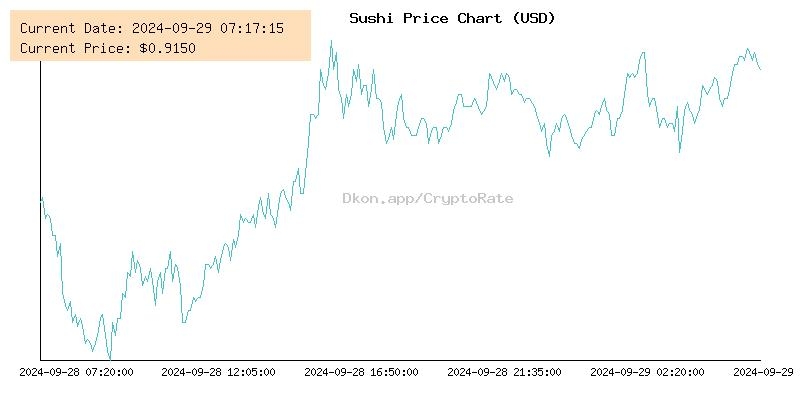 Sushi Price Chart (USD)
Current Date: 2024-09-29 07:17:15
Current Price: $0.9150
Dkon.app/CryptoRate
2024-09-28 07:20:00 2024-09-28 12:05:00 2024-09-28 16:50:00 2024-09-28 21:35:00 2024-09-29 02:20:00 2024-09-29